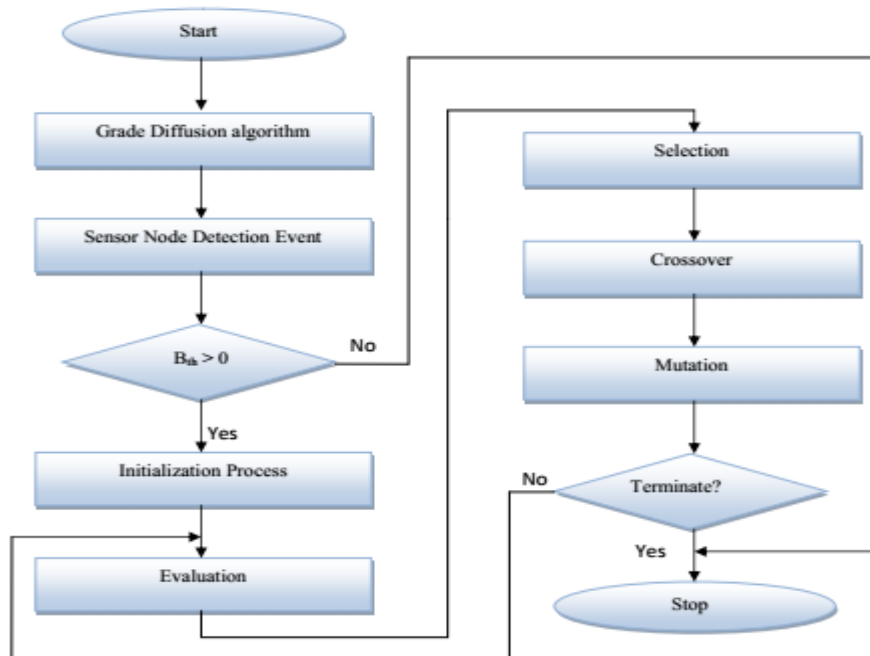 Start
Grade Diffusion algorithm
Sensor Node Detection Event
Bₜₕ > 0
No
Yes
Initialization Process
Evaluation
Selection
Crossover
Mutation
Terminate?
No
Yes
Stop